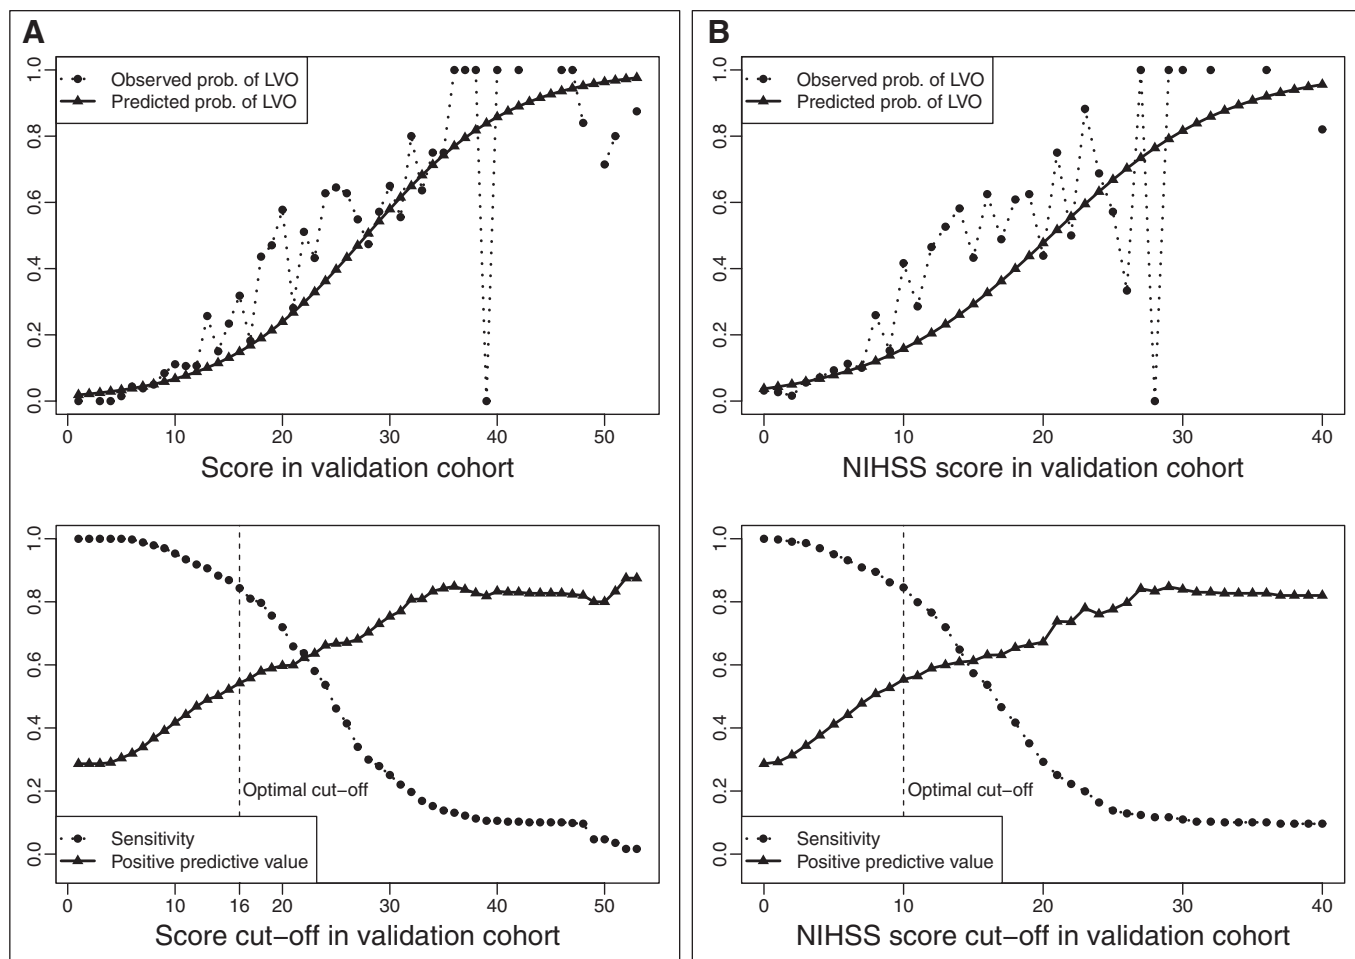 A
Observed prob. of LVO
Predicted prob. of LVO
0.0 0.2 0.4 0.6 0.8 1.0
0 10 20 30 40 50
Score in validation cohort
Optimal cut−off
Sensitivity
Positive predictive value
0.0 0.2 0.4 0.6 0.8 1.0
0 10 16 20 30 40 50
Score cut−off in validation cohort
B
Observed prob. of LVO
Predicted prob. of LVO
0.0 0.2 0.4 0.6 0.8 1.0
0 10 20 30 40
NIHSS score in validation cohort
Optimal cut−off
Sensitivity
Positive predictive value
0.0 0.2 0.4 0.6 0.8 1.0
0 10 20 30 40
NIHSS score cut−off in validation cohort